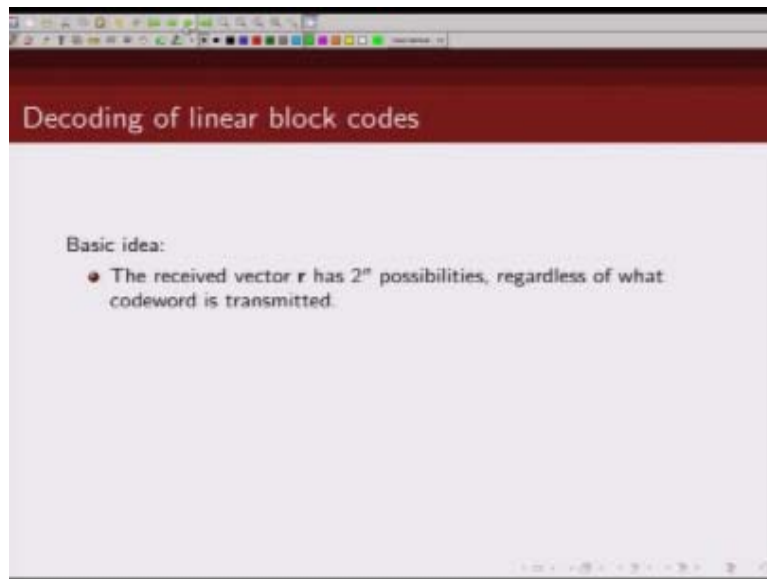 Decoding of linear block codes
Basic idea:
The received vector r has 2ⁿ possibilities, regardless of what
codeword is transmitted.